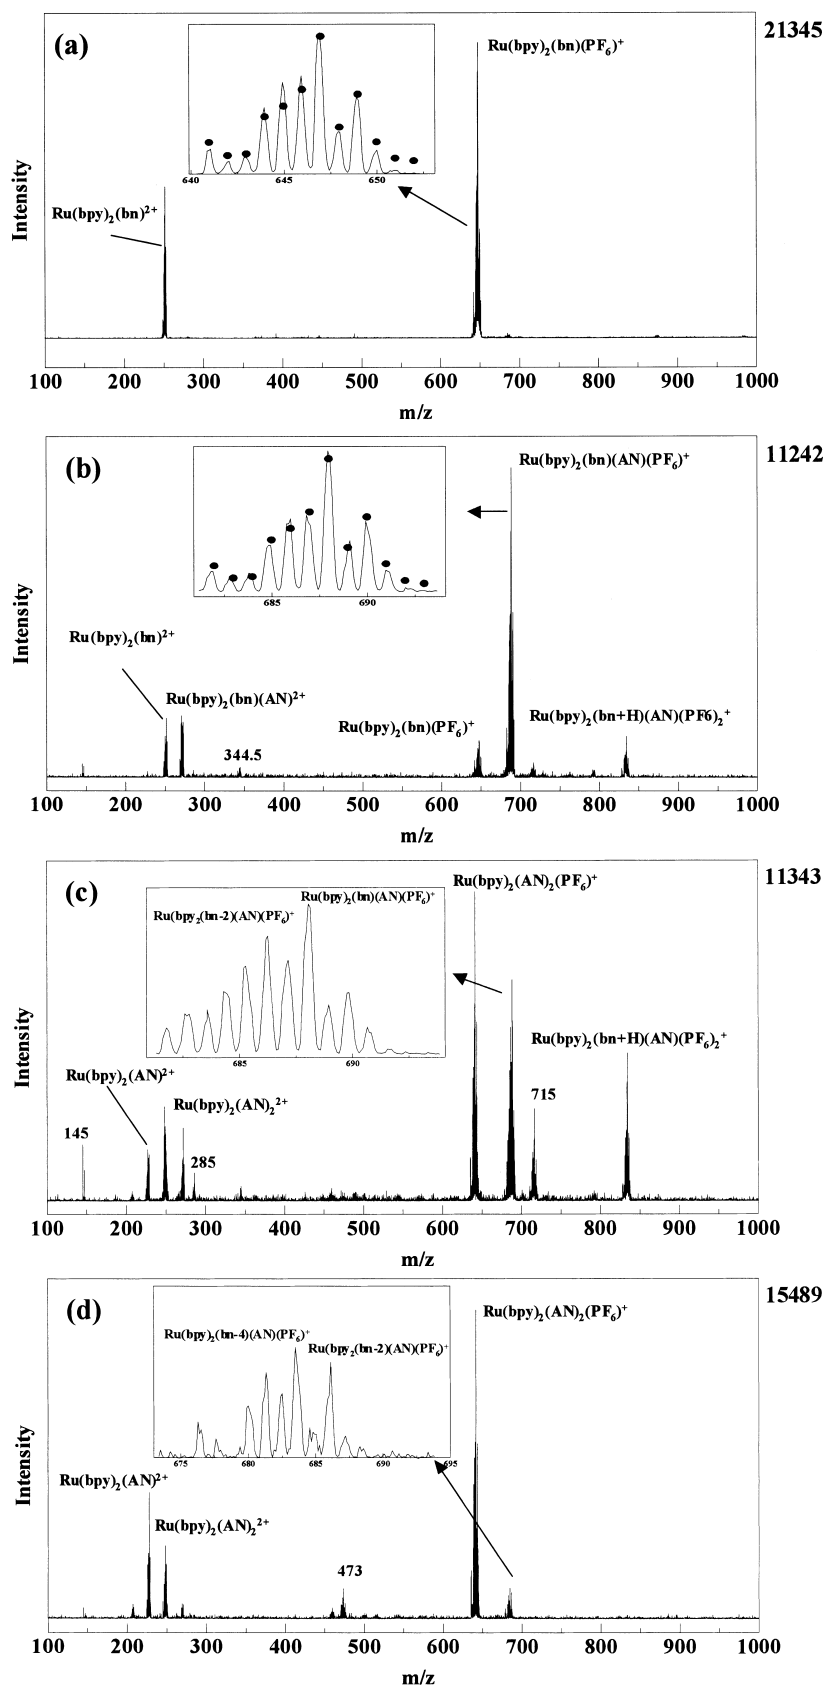 (a)
21345
Ru(bpy)₂(bn)(PF₆)⁺
640 645 650
Ru(bpy)₂(bn)²⁺
Intensity
100 200 300 400 500 600 700 800 900 1000
m/z
(b)
11242
Ru(bpy)₂(bn)(AN)(PF₆)⁺
685 690
Ru(bpy)₂(bn)²⁺
Ru(bpy)₂(bn)(AN)²⁺
344.5
Ru(bpy)₂(bn)(PF₆)⁺
Ru(bpy)₂(bn+H)(AN)(PF6)₂⁺
Intensity
100 200 300 400 500 600 700 800 900 1000
m/z
(c)
11343
Ru(bpy)₂(AN)₂(PF₆)⁺
Ru(bpy)₂(bn)(AN)(PF₆)⁺
Ru(bpy₂(bn-2)(AN)(PF₆)⁺
685 690
Ru(bpy)₂(bn+H)(AN)(PF₆)₂⁺
Ru(bpy)₂(AN)²⁺
Ru(bpy)₂(AN)₂²⁺
715
145
285
Intensity
100 200 300 400 500 600 700 800 900 1000
m/z
(d)
15489
Ru(bpy)₂(AN)₂(PF₆)⁺
Ru(bpy)₂(bn-4)(AN)(PF₆)⁺
Ru(bpy₂(bn-2)(AN)(PF₆)⁺
675 680 685 690 695
Ru(bpy)₂(AN)²⁺
Ru(bpy)₂(AN)₂²⁺
473
Intensity
100 200 300 400 500 600 700 800 900 1000
m/z